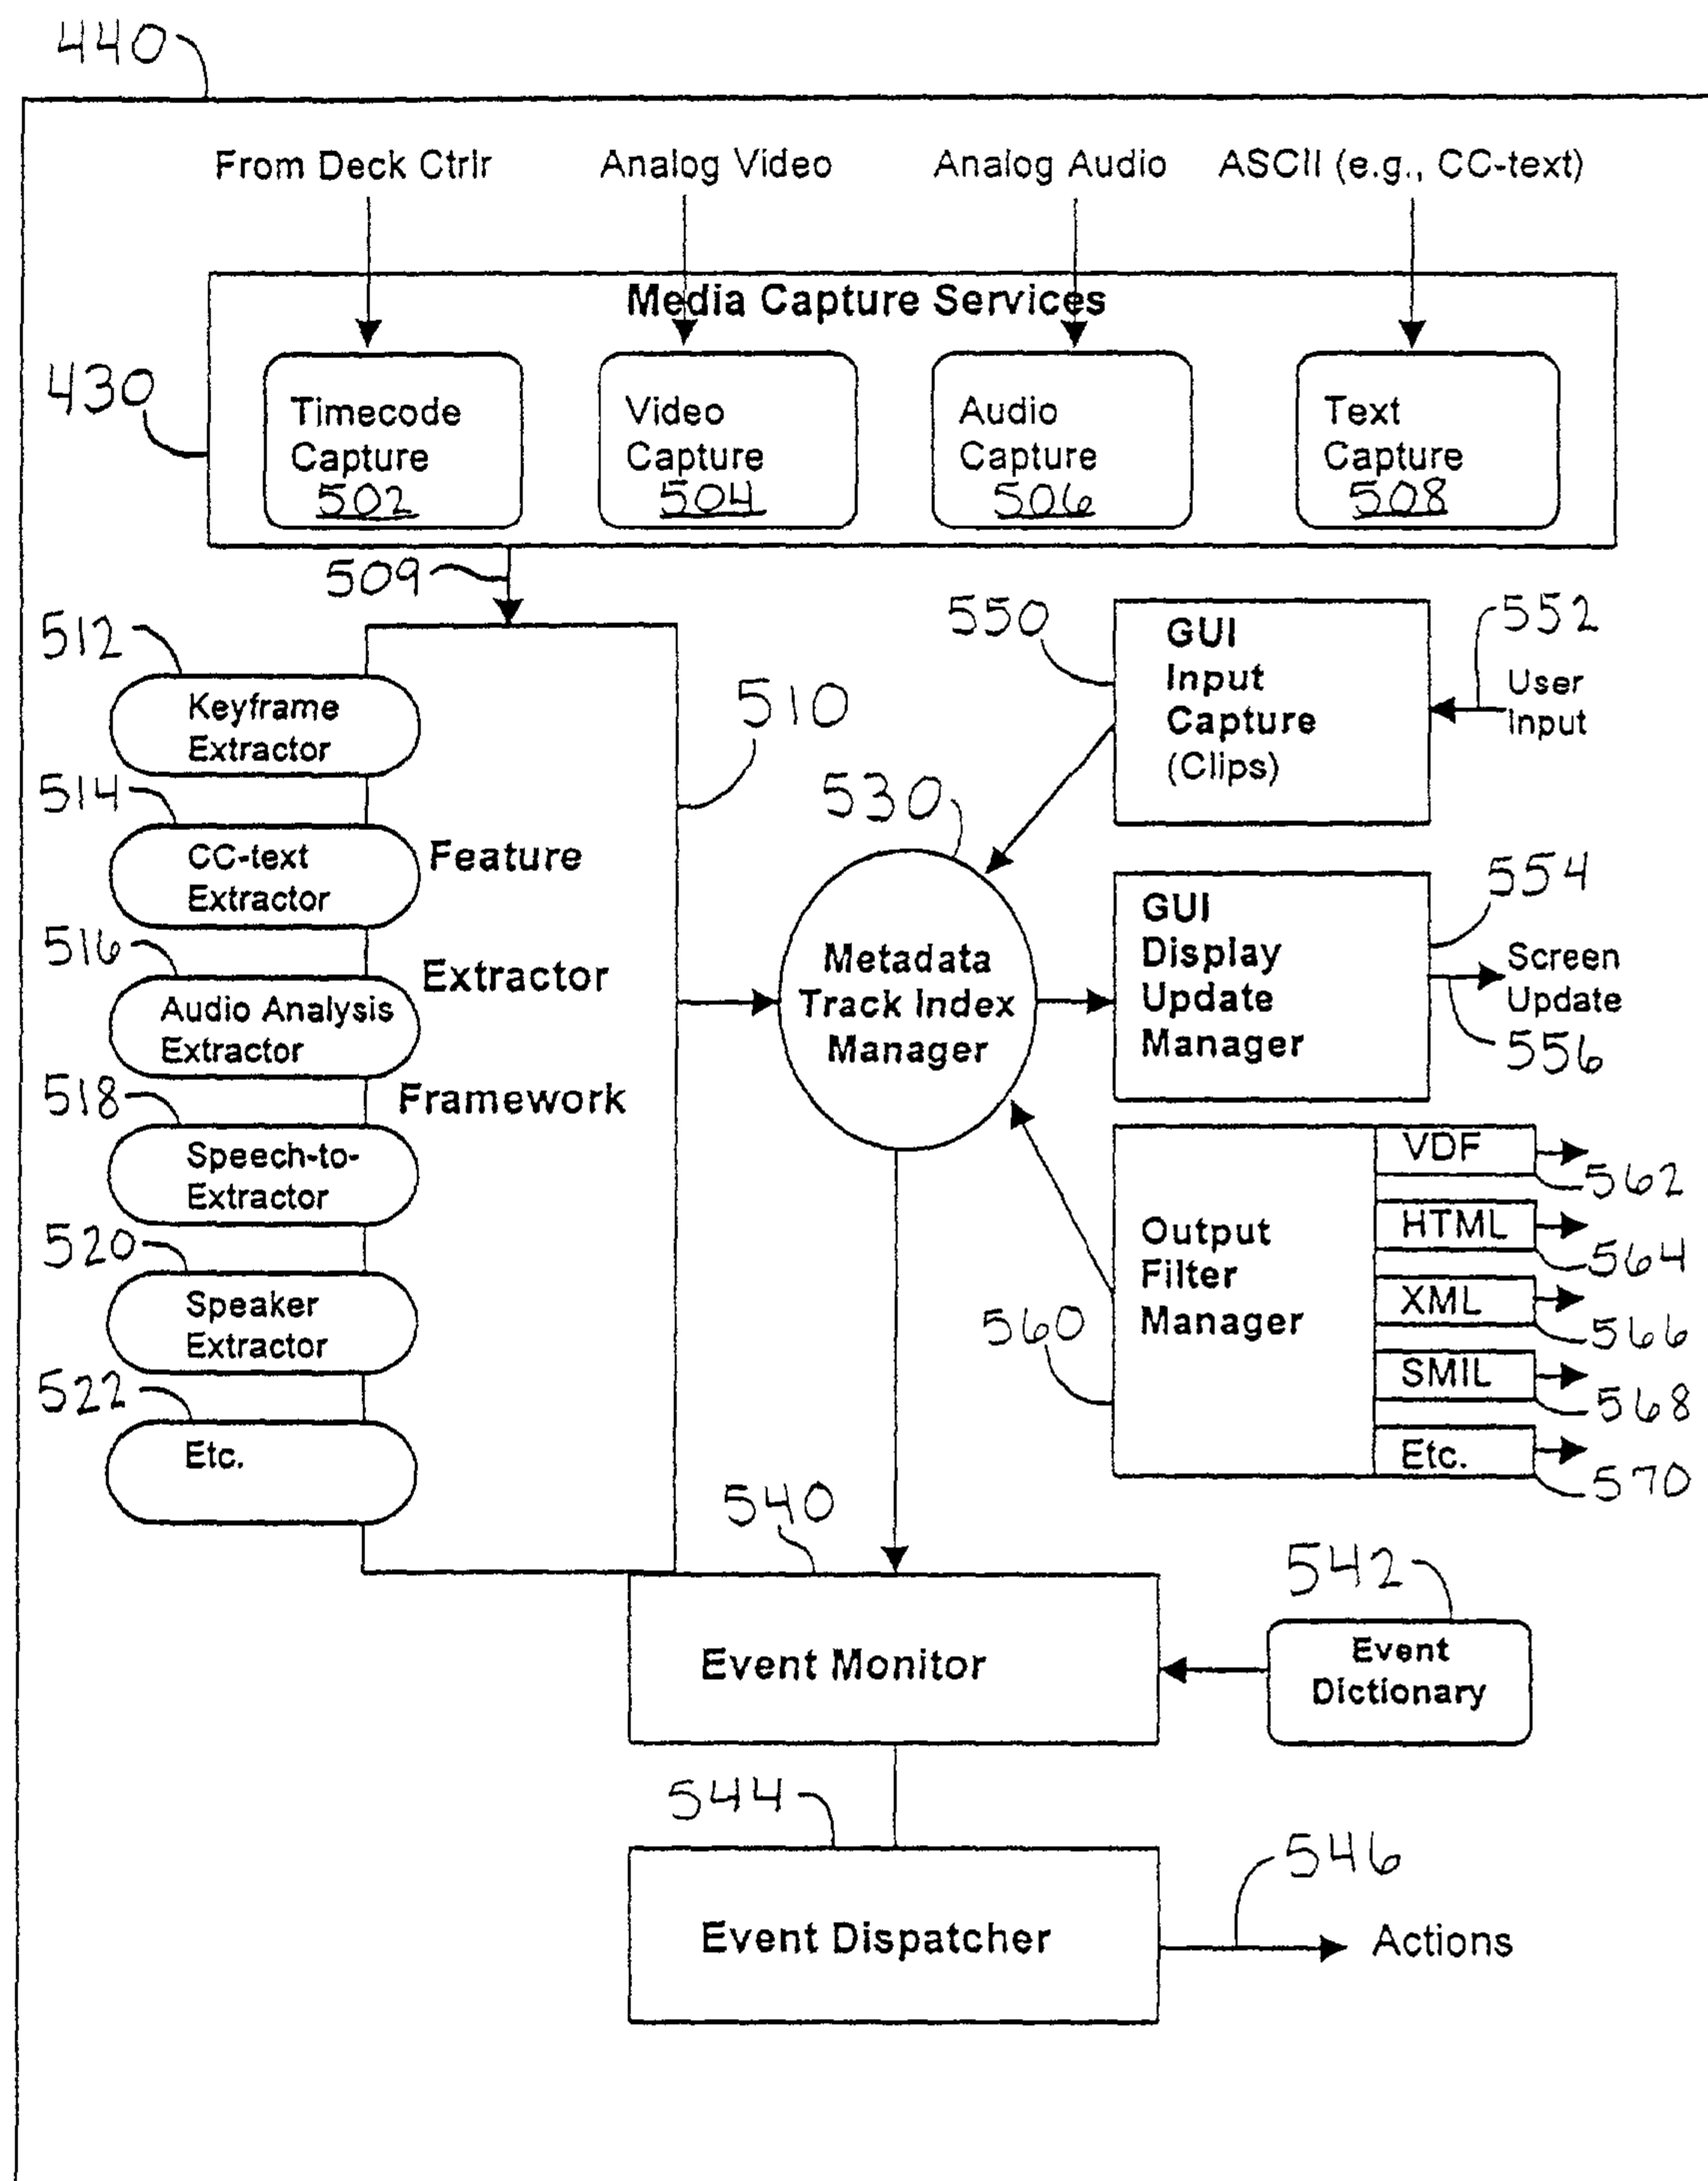 440
From Deck Ctrlr
Analog Video
Analog Audio
ASCII (e.g., CC-text)
Media Capture Services
430
Timecode
Capture
502
Video
Capture
504
Audio
Capture
506
Text
Capture
508
509
512
Keyframe
Extractor
514
CC-text
Extractor
516
Audio Analysis
Extractor
518
Speech-to-
Extractor
520
Speaker
Extractor
522
Etc.
Feature
Extractor
Framework
510
530
Metadata
Track Index
Manager
550
GUI
Input
Capture
(Clips)
552
User
Input
554
GUI
Display
Update
Manager
Screen
Update
556
560
Output
Filter
Manager
VDF
562
HTML
564
XML
566
SMIL
568
Etc.
570
540
Event Monitor
542
Event
Dictionary
544
Event Dispatcher
546
Actions